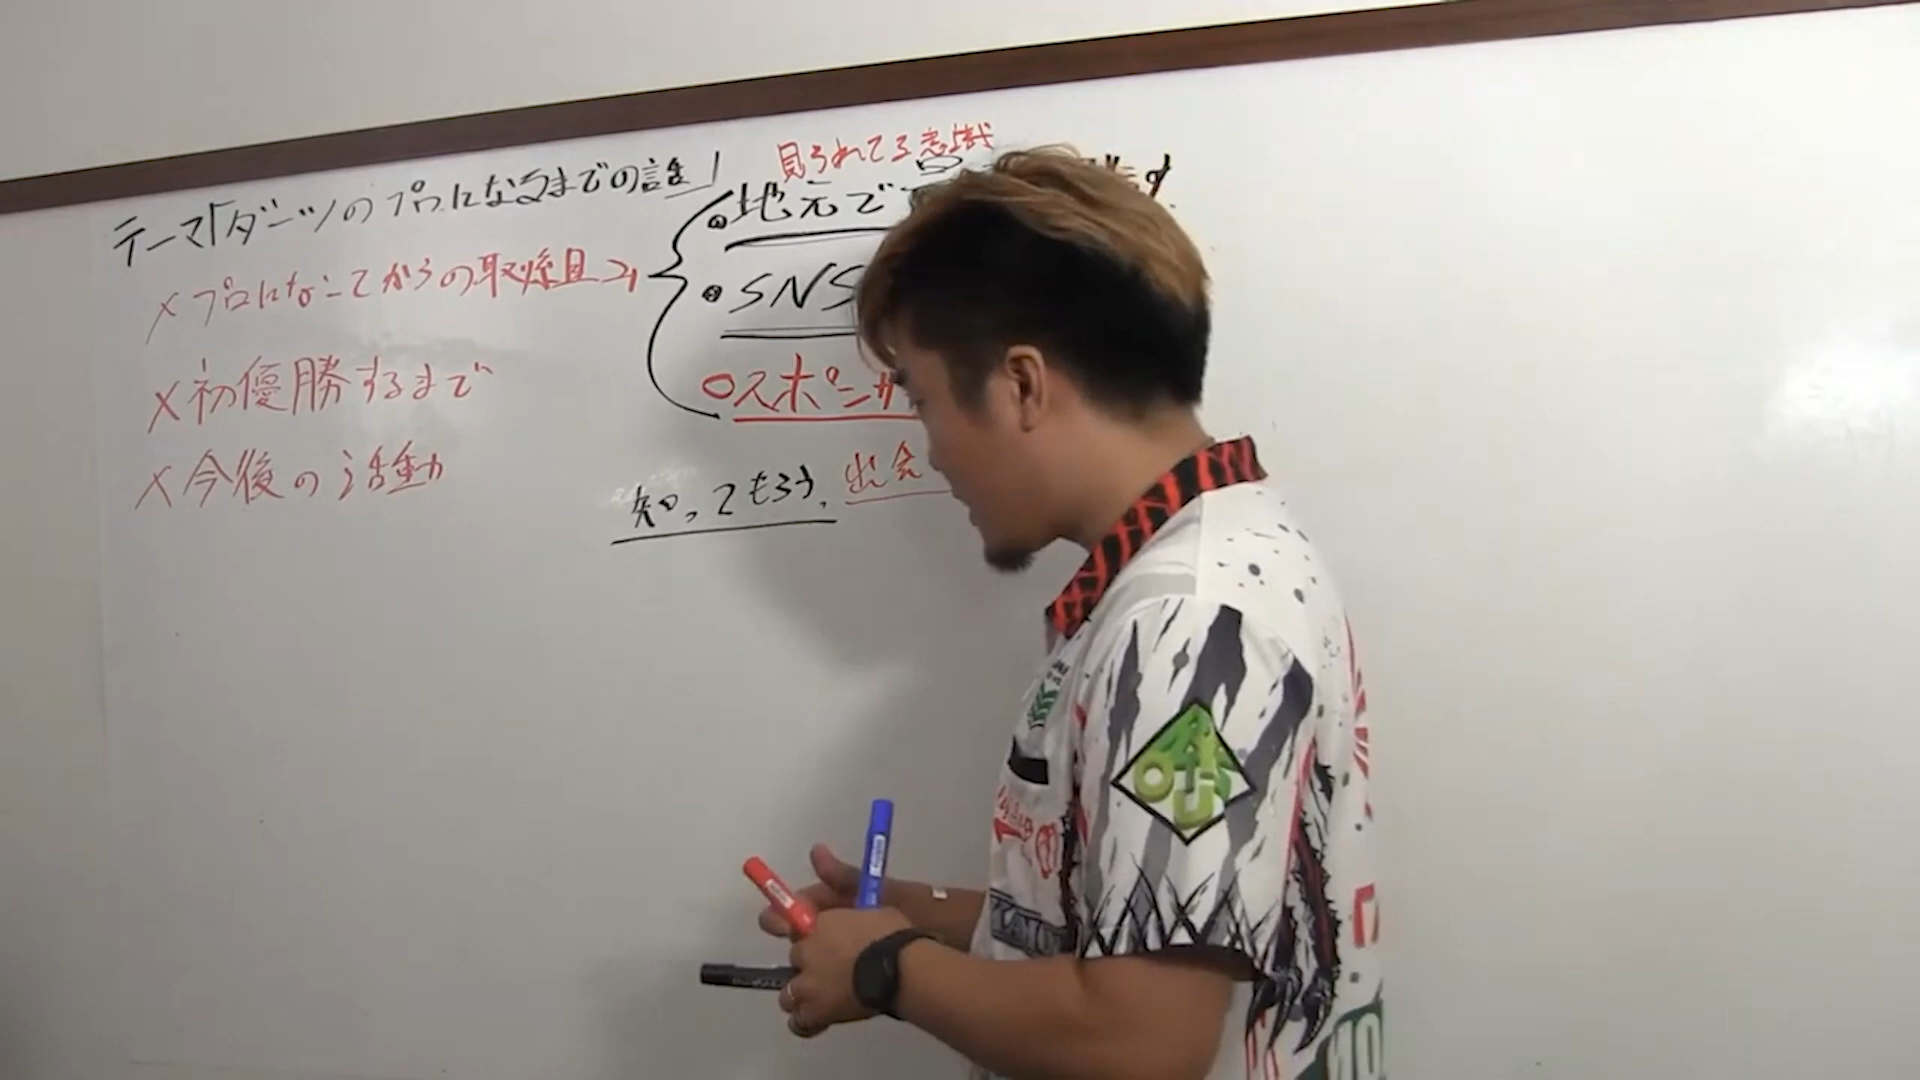 テーマ「ダーツのプロになるまでの話」
×プロになってからの取り組み
×初優勝するまで
×今後の活動
見られてる意識
・地元で
・SNS
○スポンサ
知ってもらう、出会